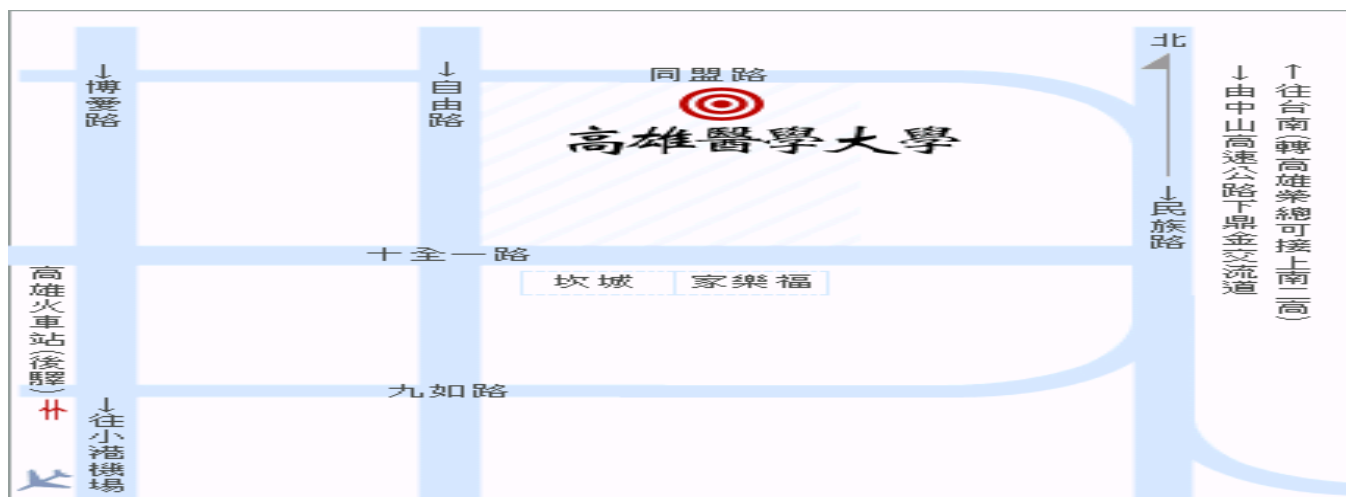 北
同盟路
↓博愛路
↓自由路
高雄醫學大學
↓民族路
↓由中山高速公路下鼎金交流道
↑往台南(轉高雄榮總可接上南二高)
十全一路
坎城
家樂福
高雄火車站(後驛)
九如路
↓往小港機場